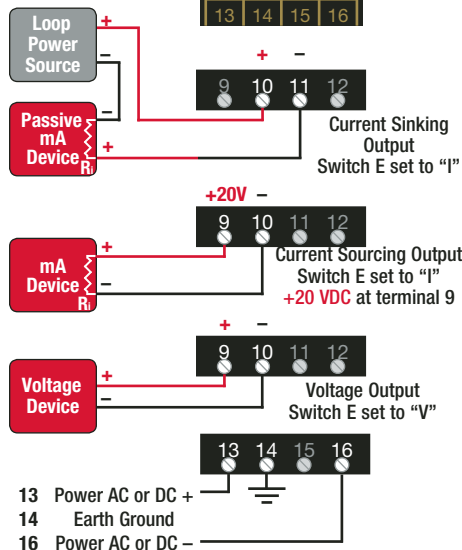 13 14 15 16
Loop
Power
Source
+
–
+ –
9 10 11 12
Passive
mA
Device
Ri
–
+
Current Sinking
Output
Switch E set to “I”
+20V –
9 10 11 12
mA
Device
Ri
+
–
Current Sourcing Output
Switch E set to “I”
+20 VDC at terminal 9
+ –
9 10 11 12
Voltage
Device
+
–
Voltage Output
Switch E set to “V”
13 14 15 16
13 Power AC or DC +
14 Earth Ground
16 Power AC or DC –